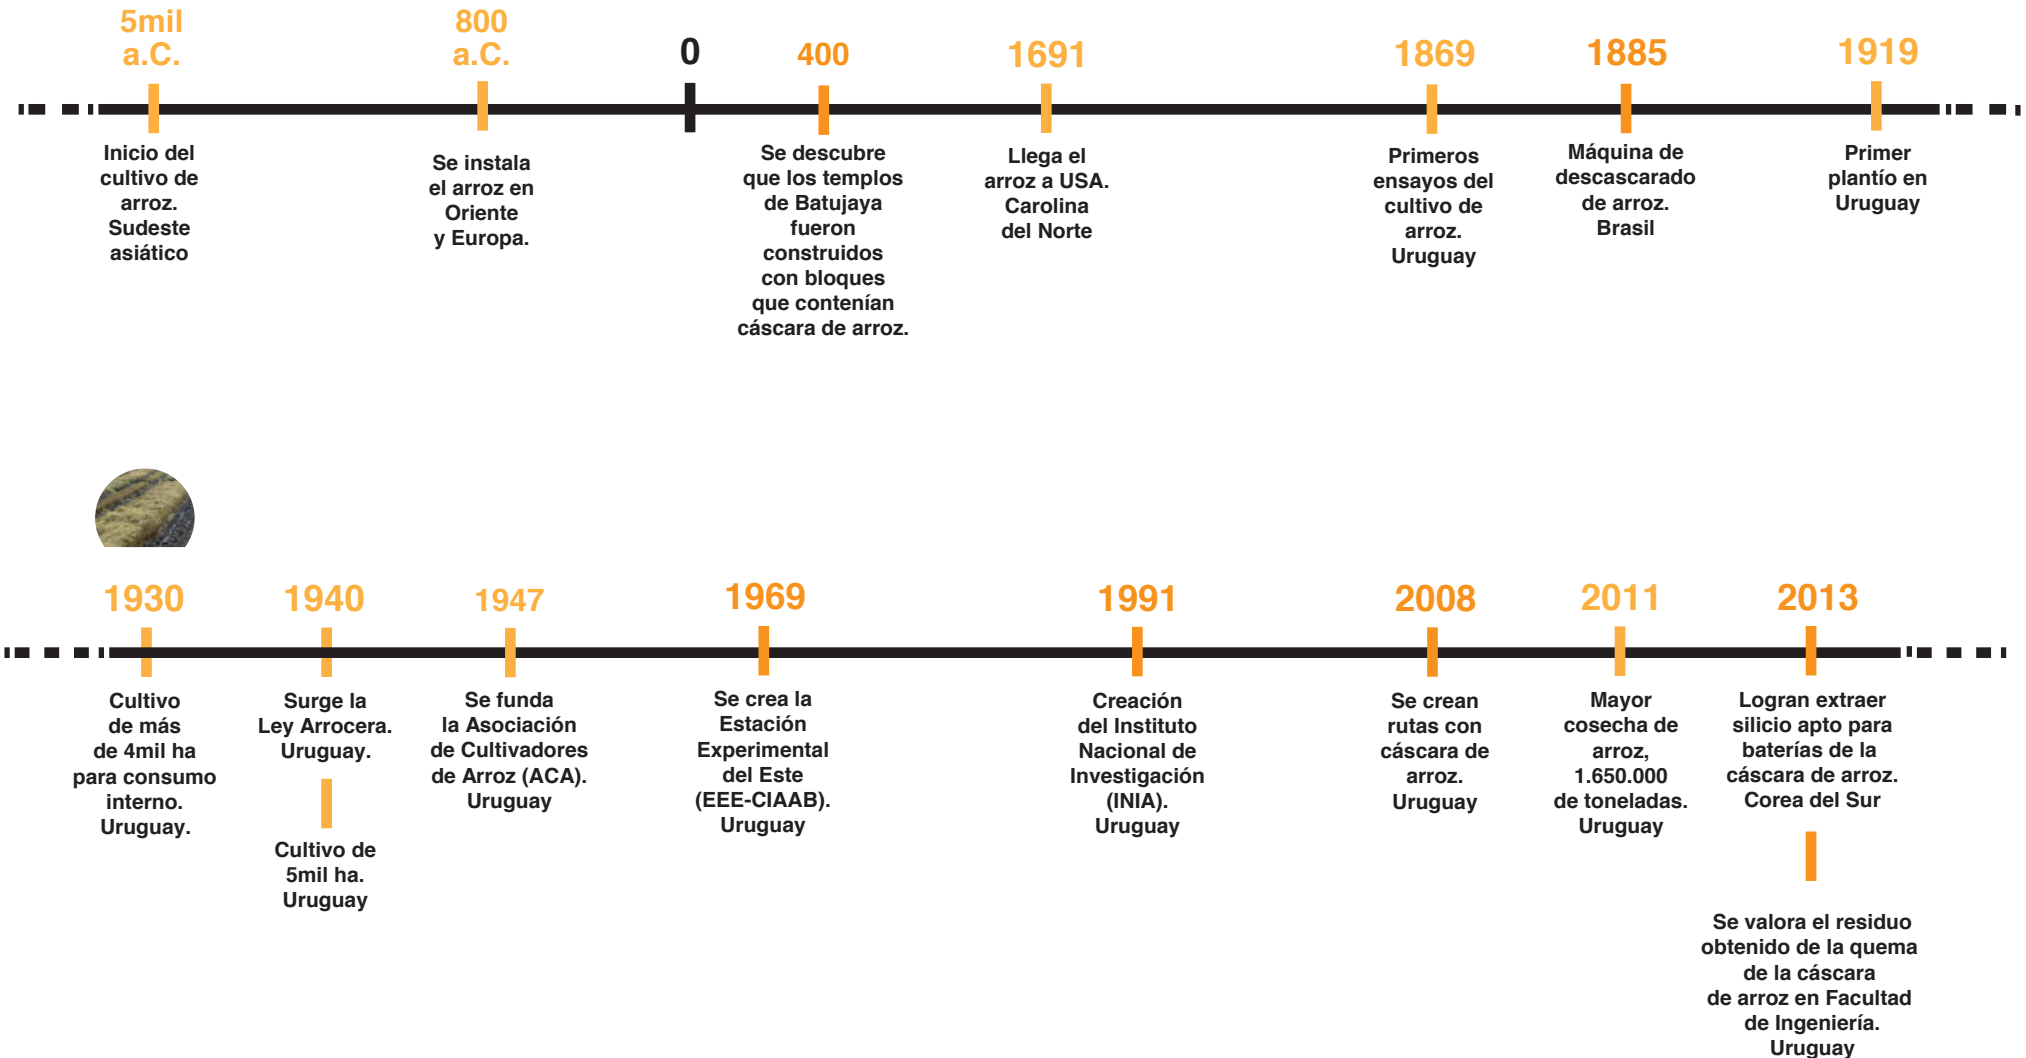 5mil
a.C.
Inicio del
cultivo de
arroz.
Sudeste
asiático
800
a.C.
Se instala
el arroz en
Oriente
y Europa.
0
400
Se descubre
que los templos
de Batujaya
fueron
construidos
con bloques
que contenían
cáscara de arroz.
1691
Llega el
arroz a USA.
Carolina
del Norte
1869
Primeros
ensayos del
cultivo de
arroz.
Uruguay
1885
Máquina de
descascarado
de arroz.
Brasil
1919
Primer
plantío en
Uruguay
1930
Cultivo
de más
de 4mil ha
para consumo
interno.
Uruguay.
1940
Surge la
Ley Arrocera.
Uruguay.
Cultivo de
5mil ha.
Uruguay
1947
Se funda
la Asociación
de Cultivadores
de Arroz (ACA).
Uruguay
1969
Se crea la
Estación
Experimental
del Este
(EEE-CIAAB).
Uruguay
1991
Creación
del Instituto
Nacional de
Investigación
(INIA).
Uruguay
2008
Se crean
rutas con
cáscara de
arroz.
Uruguay
2011
Mayor
cosecha de
arroz,
1.650.000
de toneladas.
Uruguay
2013
Logran extraer
silicio apto para
baterías de la
cáscara de arroz.
Corea del Sur
Se valora el residuo
obtenido de la quema
de la cáscara
de arroz en Facultad
de Ingeniería.
Uruguay